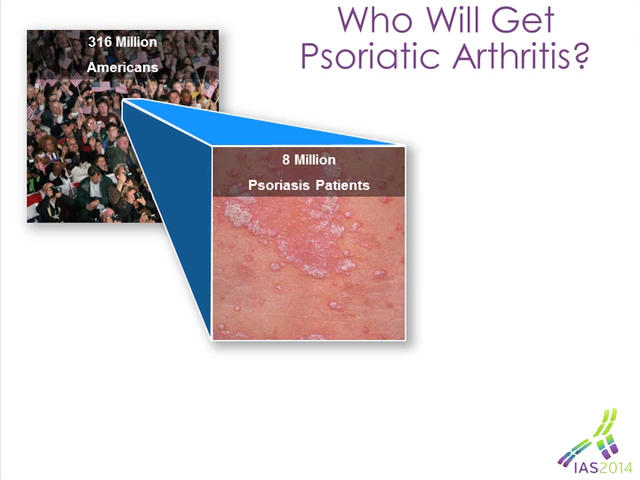 Who Will Get
Psoriatic Arthritis?
316 Million
Americans
8 Million
Psoriasis Patients
IAS2014